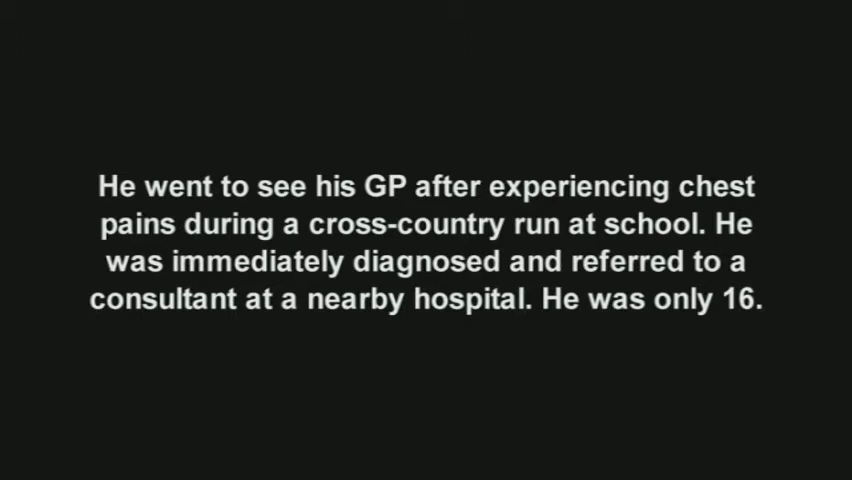 He went to see his GP after experiencing chest
pains during a cross-country run at school. He
was immediately diagnosed and referred to a
consultant at a nearby hospital. He was only 16.